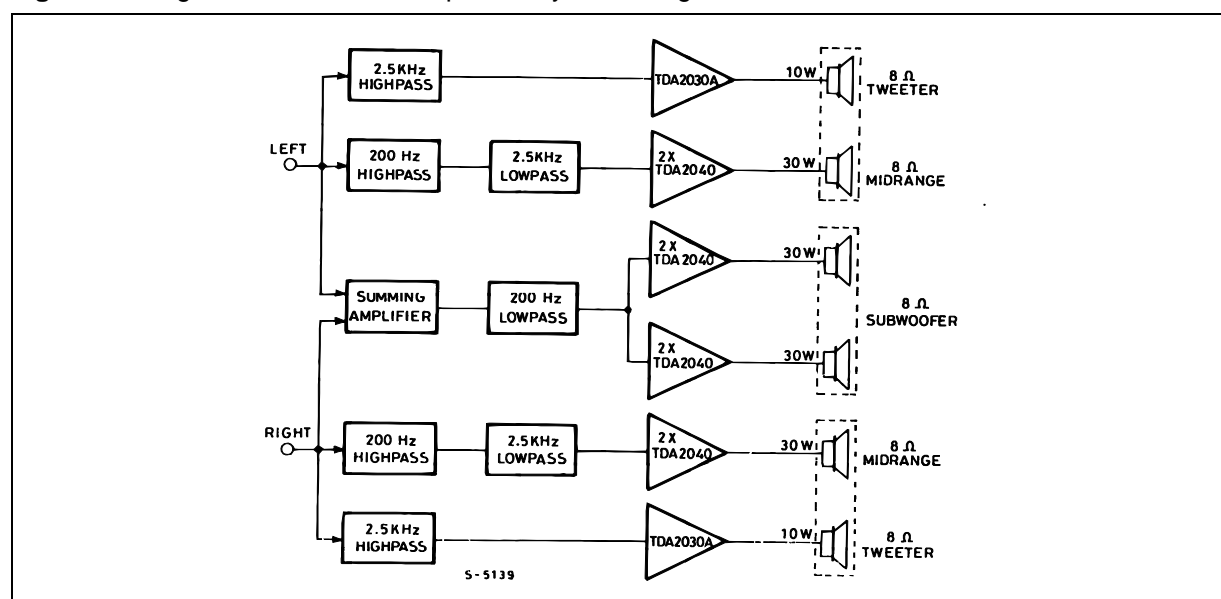 2.5KHz
HIGHPASS
TDA2030A
10W
8 Ω
TWEETER
LEFT
200 Hz
HIGHPASS
2.5KHz
LOWPASS
2X
TDA2040
30W
8 Ω
MIDRANGE
2X
TDA2040
30W
SUMMING
AMPLIFIER
200 Hz
LOWPASS
8 Ω
SUBWOOFER
2X
TDA2040
30W
RIGHT
200 Hz
HIGHPASS
2.5KHz
LOWPASS
2X
TDA2040
30W
8 Ω
MIDRANGE
2.5KHz
HIGHPASS
TDA2030A
10W
8 Ω
TWEETER
S-5139